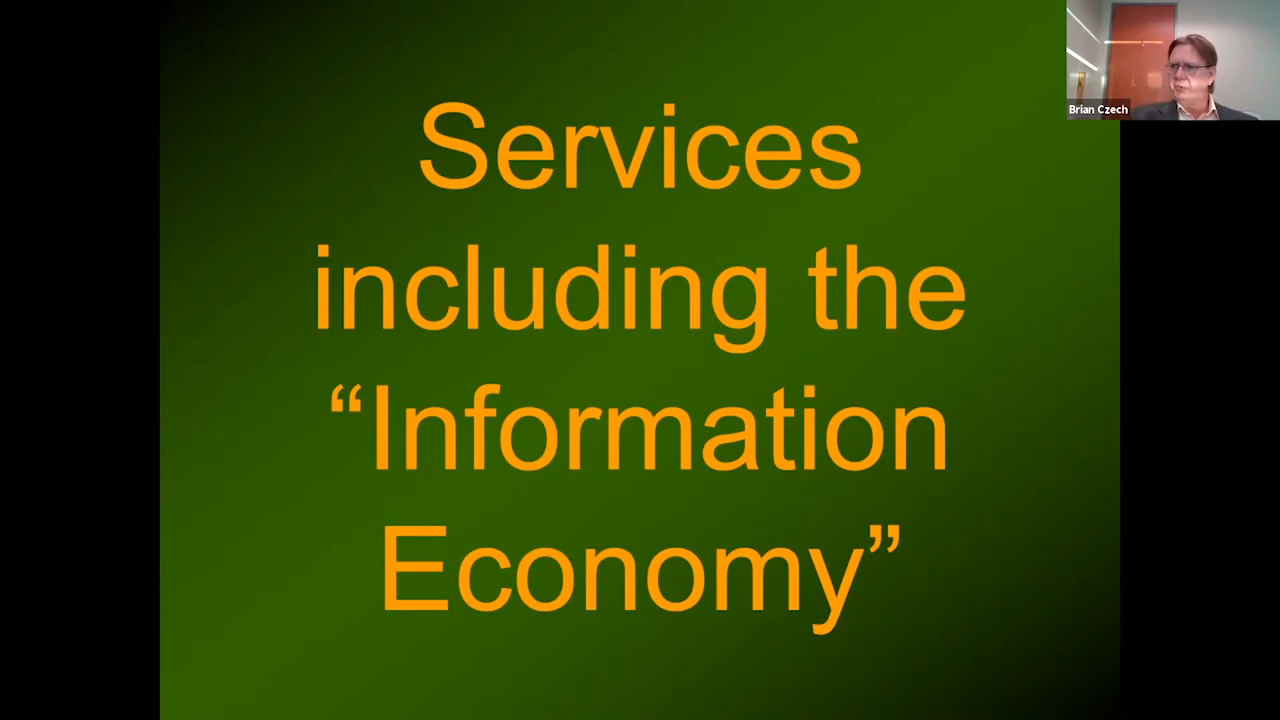 Services
including the
“Information
Economy”
Brian Czech